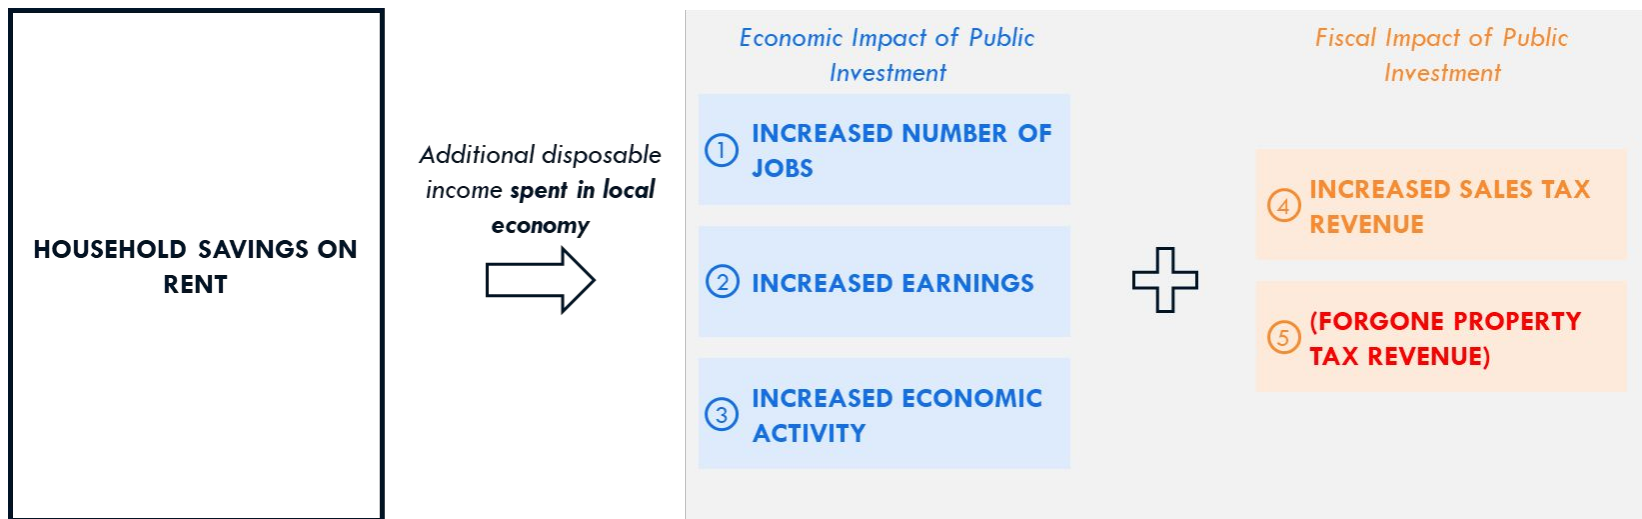 HOUSEHOLD SAVINGS ON
RENT
Additional disposable
income spent in local
economy
Economic Impact of Public
Investment
1 INCREASED NUMBER OF
JOBS
2 INCREASED EARNINGS
3 INCREASED ECONOMIC
ACTIVITY
Fiscal Impact of Public
Investment
4 INCREASED SALES TAX
REVENUE
5 (FORGONE PROPERTY
TAX REVENUE)